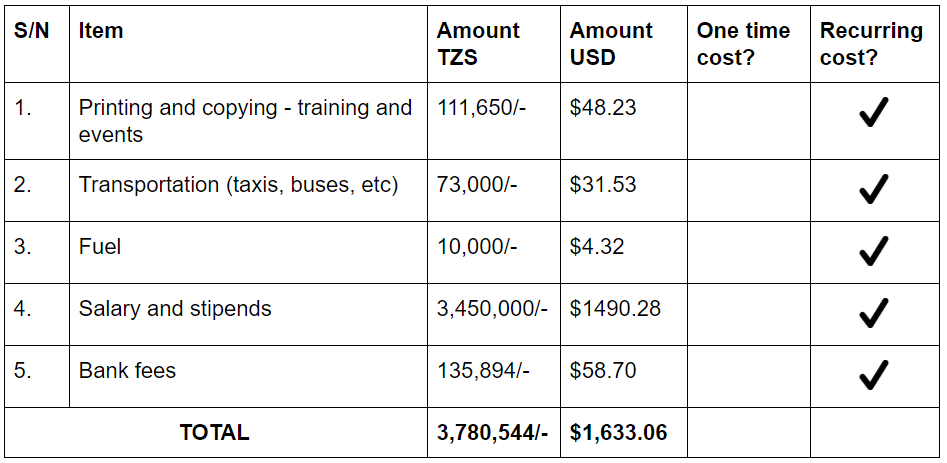 S/N Item Amount TZS Amount USD One time cost? Recurring cost?
1. Printing and copying - training and events 111,650/- $48.23 ✔
2. Transportation (taxis, buses, etc) 73,000/- $31.53 ✔
3. Fuel 10,000/- $4.32 ✔
4. Salary and stipends 3,450,000/- $1490.28 ✔
5. Bank fees 135,894/- $58.70 ✔
TOTAL 3,780,544/- $1,633.06